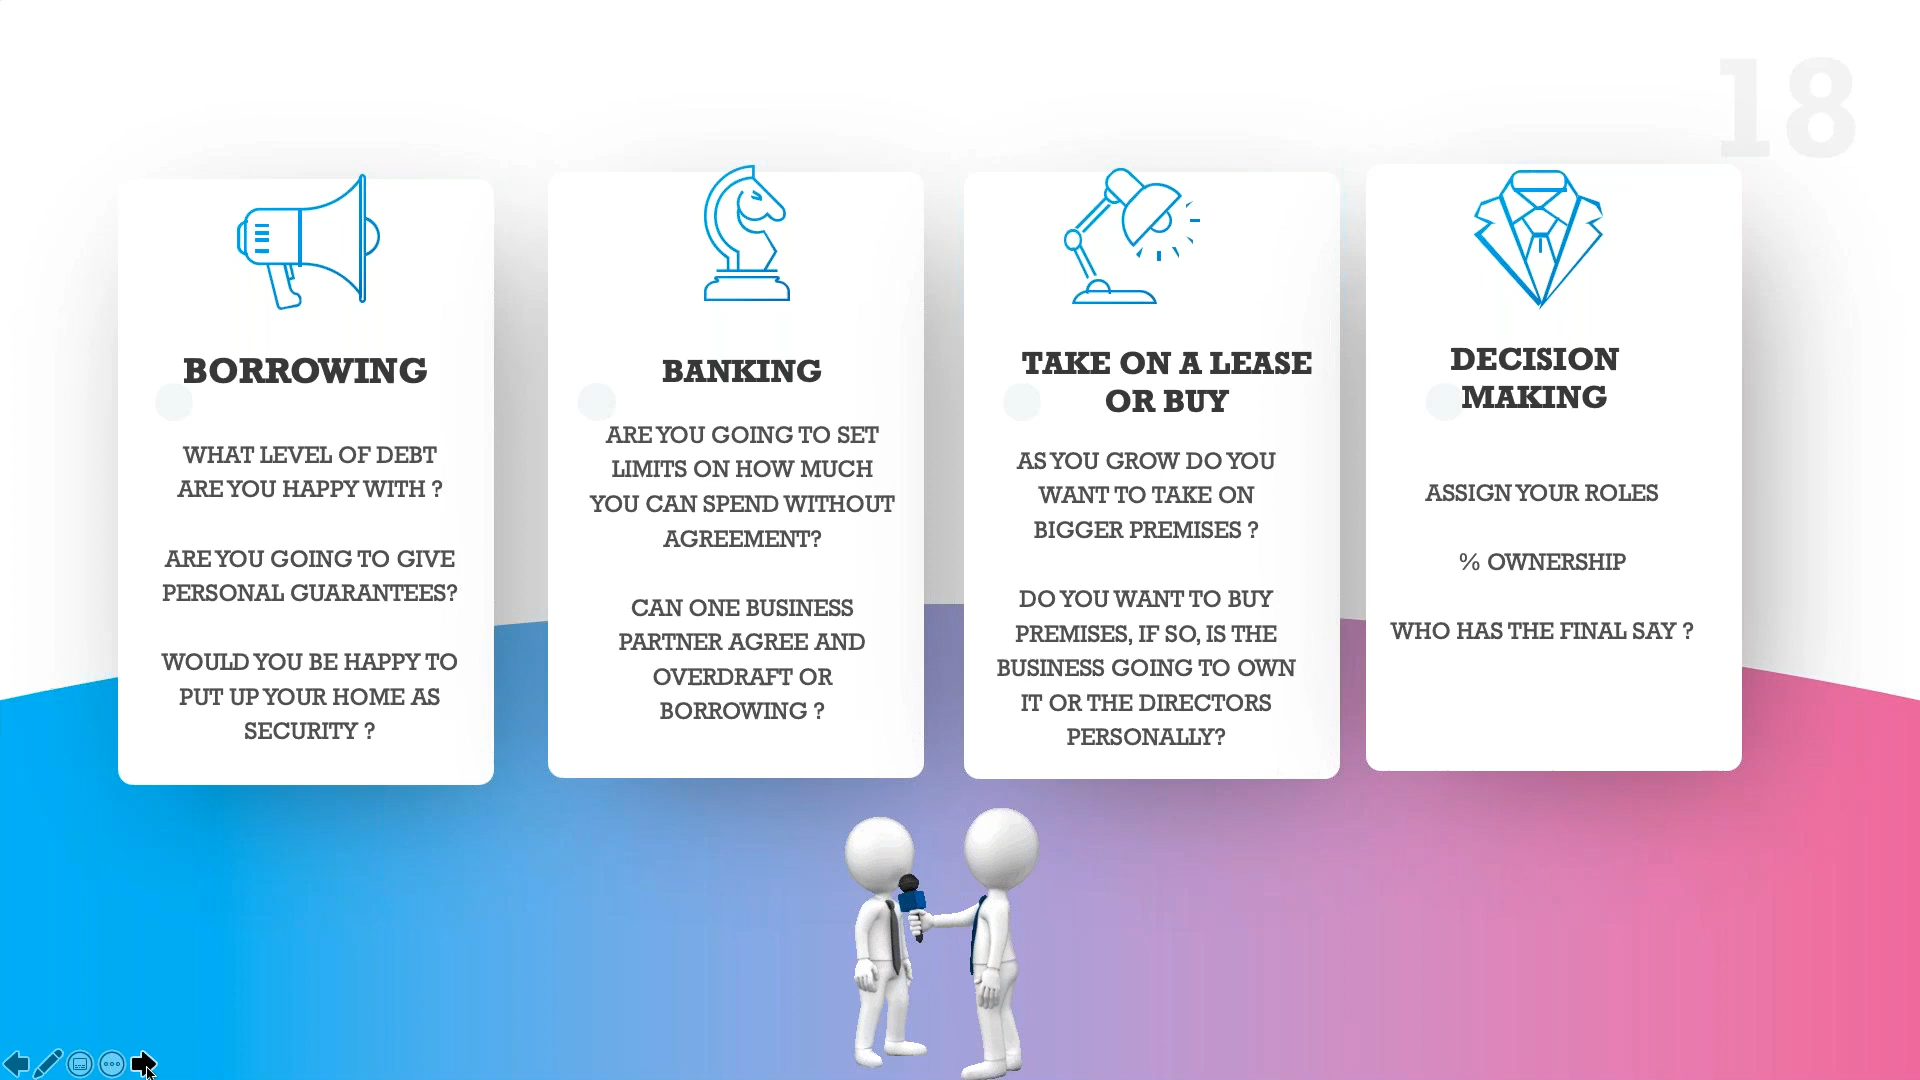 18
BORROWING
WHAT LEVEL OF DEBT
ARE YOU HAPPY WITH ?
ARE YOU GOING TO GIVE
PERSONAL GUARANTEES?
WOULD YOU BE HAPPY TO
PUT UP YOUR HOME AS
SECURITY ?
BANKING
ARE YOU GOING TO SET
LIMITS ON HOW MUCH
YOU CAN SPEND WITHOUT
AGREEMENT?
CAN ONE BUSINESS
PARTNER AGREE AND
OVERDRAFT OR
BORROWING ?
TAKE ON A LEASE
OR BUY
AS YOU GROW DO YOU
WANT TO TAKE ON
BIGGER PREMISES ?
DO YOU WANT TO BUY
PREMISES, IF SO, IS THE
BUSINESS GOING TO OWN
IT OR THE DIRECTORS
PERSONALLY?
DECISION
MAKING
ASSIGN YOUR ROLES
% OWNERSHIP
WHO HAS THE FINAL SAY ?